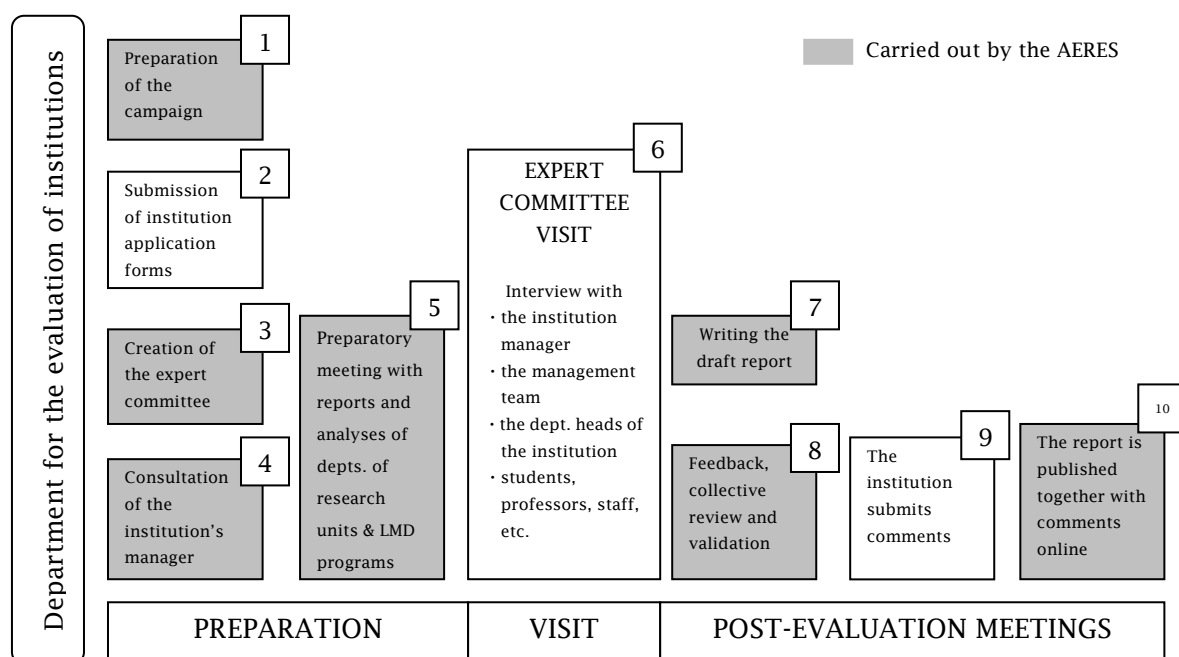 Department for the evaluation of institutions
1
Preparation
of the
campaign
Carried out by the AERES
2
Submission
of institution
application
forms
3
Creation of
the expert
committee
4
Consultation
of the
institution's
manager
5
Preparatory
meeting with
reports and
analyses of
depts. of
research
units & LMD
programs
6
EXPERT
COMMITTEE
VISIT
Interview with
· the institution
manager
· the management
team
· the dept. heads of
the institution
· students,
professors, staff,
etc.
7
Writing the
draft report
8
Feedback,
collective
review and
validation
9
The
institution
submits
comments
10
The report is
published
together with
comments
online
PREPARATION
VISIT
POST-EVALUATION MEETINGS